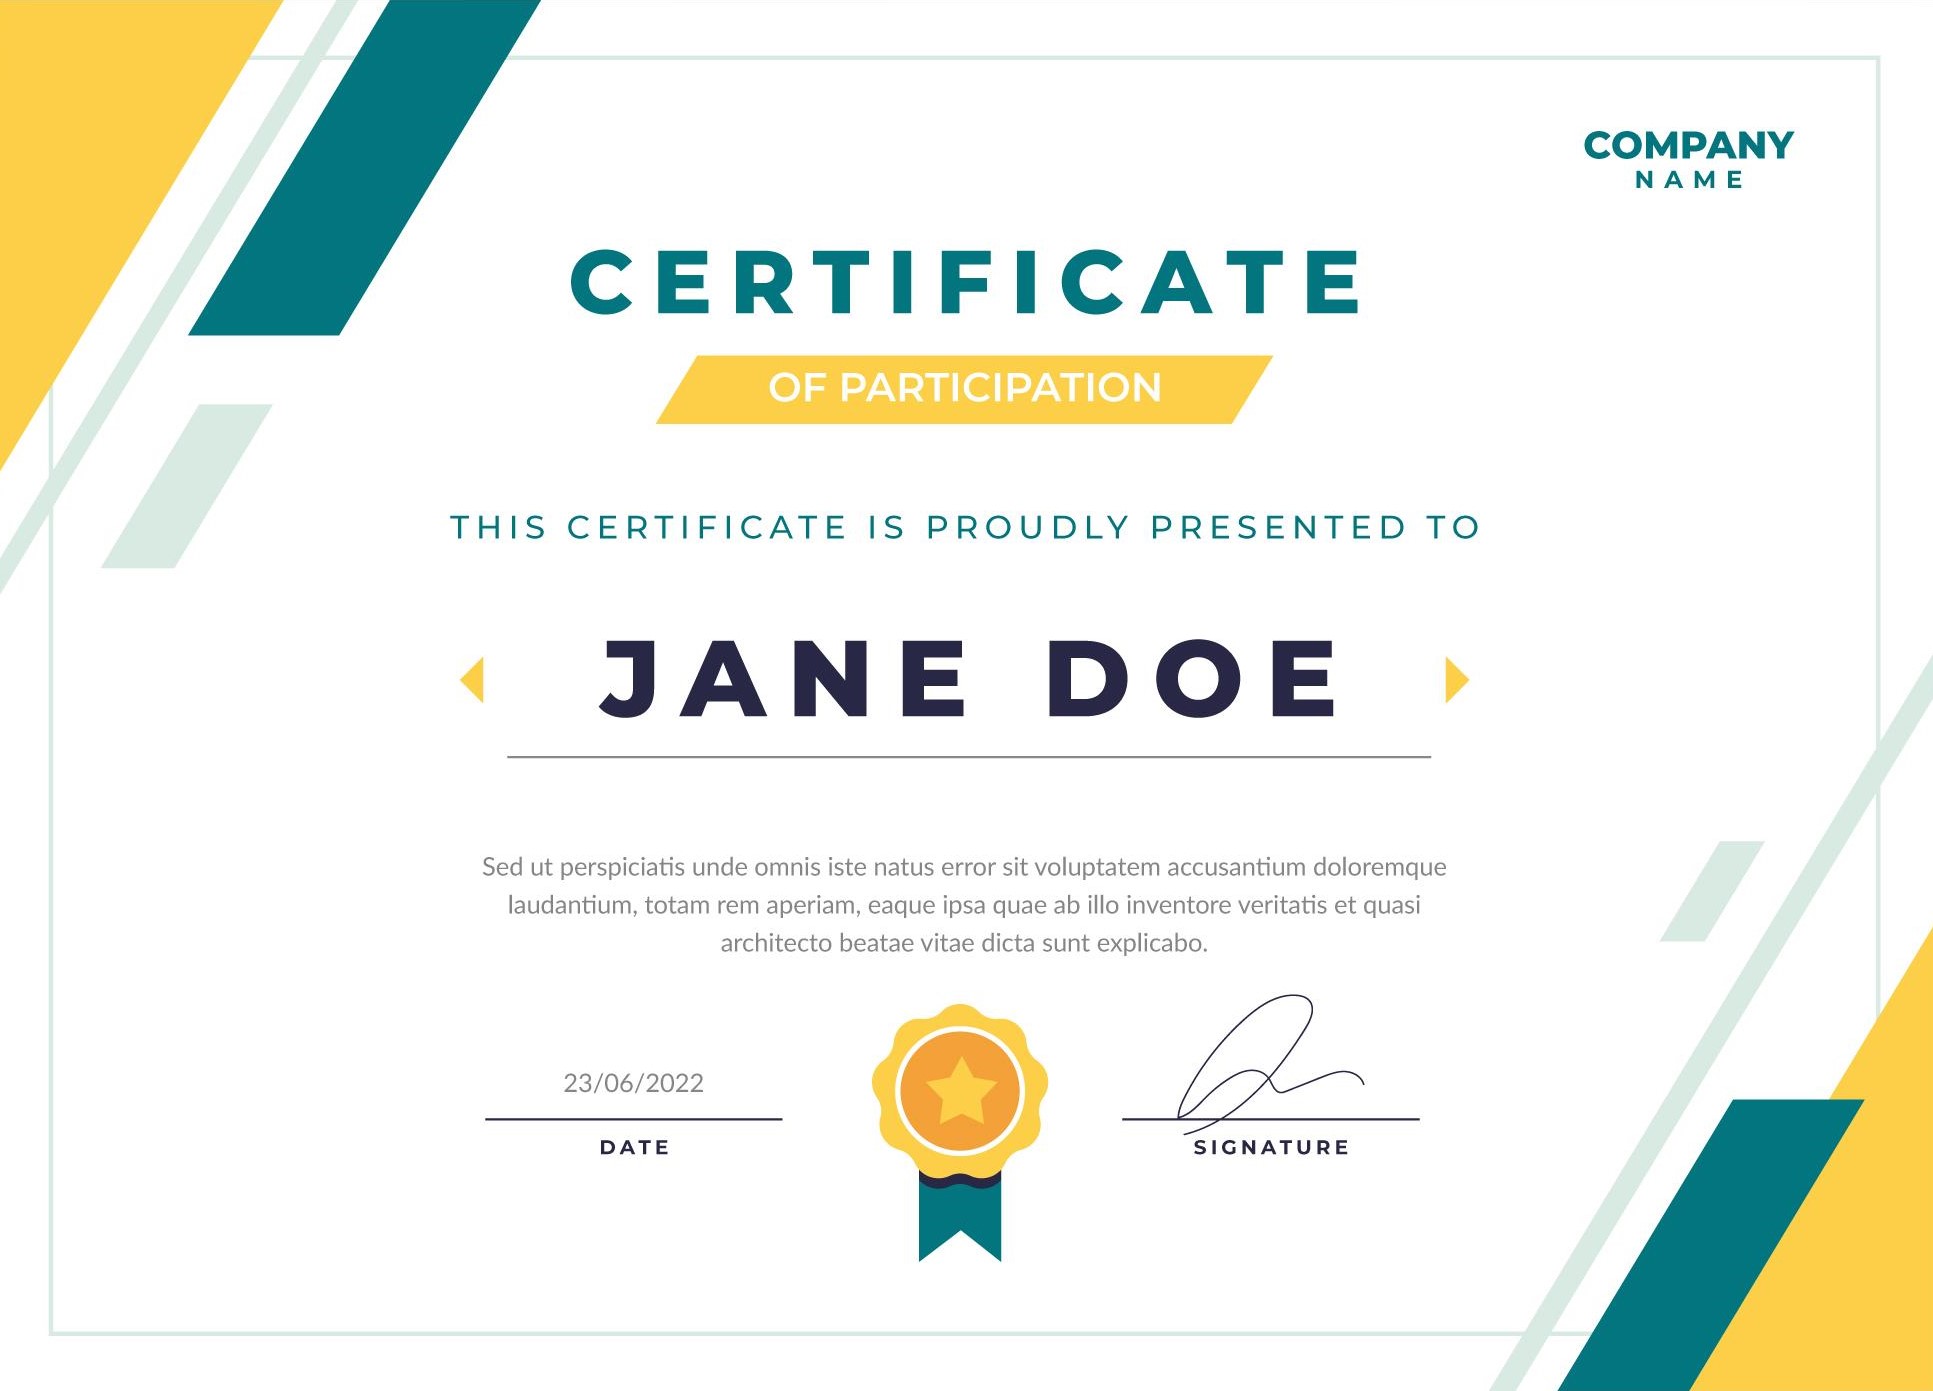 COMPANY
NAME
CERTIFICATE
OF PARTICIPATION
THIS CERTIFICATE IS PROUDLY PRESENTED TO
JANE DOE
Sed ut perspiciatis unde omnis iste natus error sit voluptatem accusantium doloremque
laudantium, totam rem aperiam, eaque ipsa quae ab illo inventore veritatis et quasi
architecto beatae vitae dicta sunt explicabo.
23/06/2022
DATE
SIGNATURE